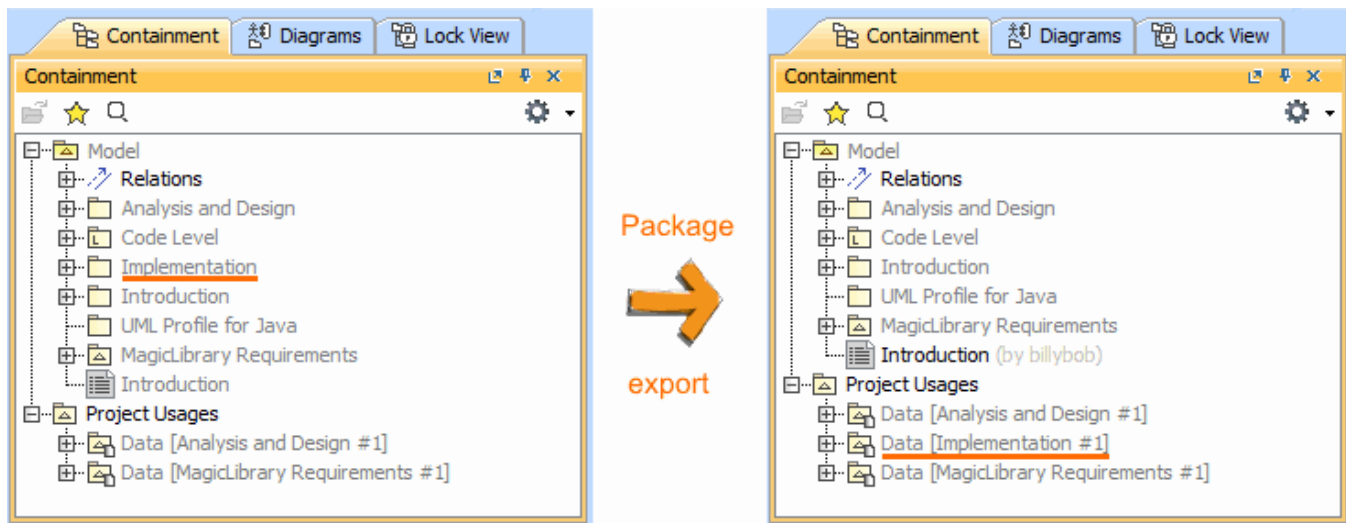 Containment Diagrams Lock View
Containment
Model
Relations
Analysis and Design
L Code Level
Implementation
Introduction
UML Profile for Java
MagicLibrary Requirements
Introduction
Project Usages
Data [Analysis and Design #1]
Data [MagicLibrary Requirements #1]
Package
export
Containment Diagrams Lock View
Containment
Model
Relations
Analysis and Design
L Code Level
Introduction
UML Profile for Java
MagicLibrary Requirements
Introduction (by billybob)
Project Usages
Data [Analysis and Design #1]
Data [Implementation #1]
Data [MagicLibrary Requirements #1]